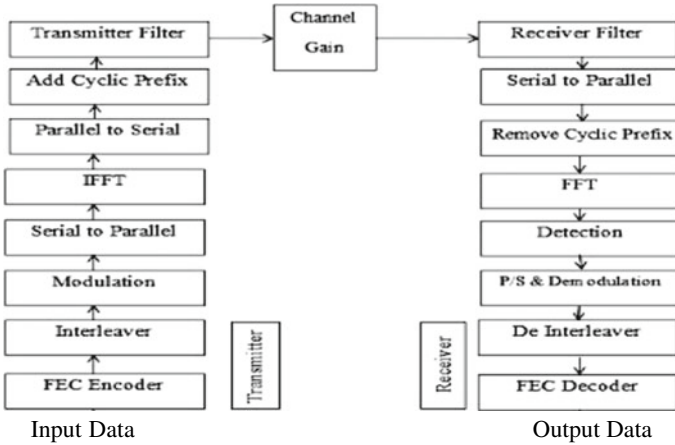 Transmitter Filter
Add Cyclic Prefix
Parallel to Serial
IFFT
Serial to Parallel
Modulation
Interleaver
FEC Encoder
Input Data
Transmitter
Channel
Gain
Receiver Filter
Serial to Parallel
Remove Cyclic Prefix
FFT
Detection
P/S & Demodulation
De Interleaver
FEC Decoder
Output Data
Receiver